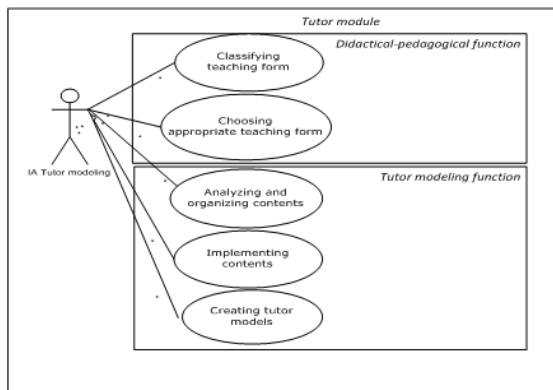 Tutor module
Didactical-pedagogical function
Classifying
teaching form
Choosing
appropriate teaching form
IA Tutor modeling
Tutor modeling function
Analyzing and
organizing contents
Implementing
contents
Creating tutor
models